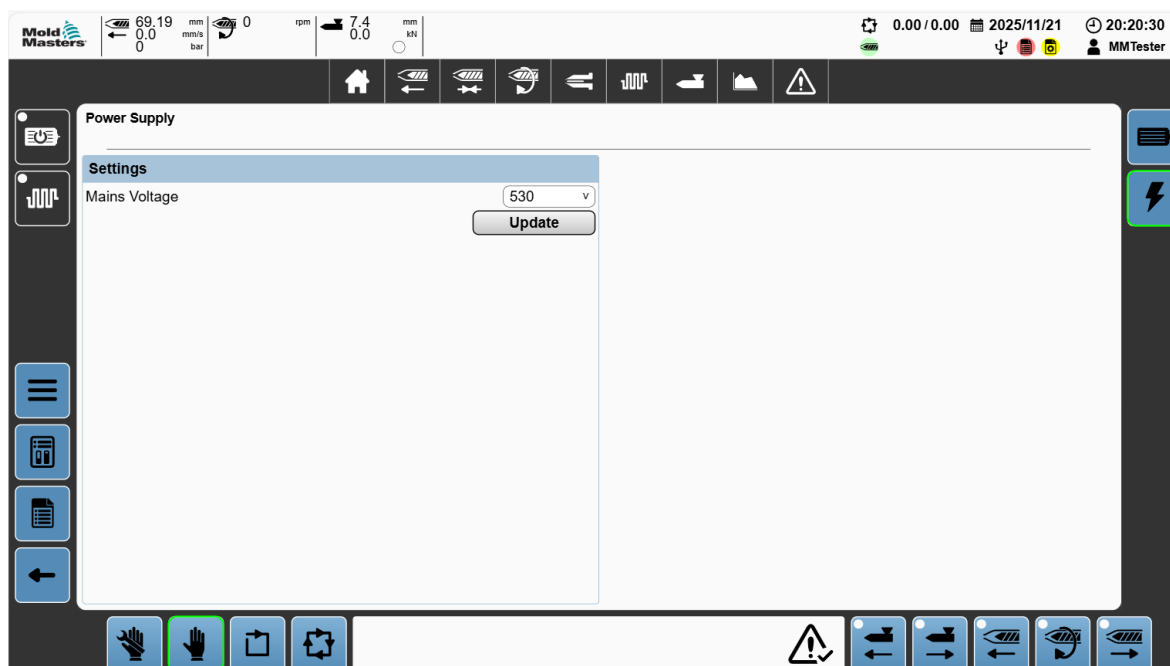 Mold
Masters
69.19 mm
0.0 mm/s
0 bar
0 rpm
7.4 mm
0.0 kN
0.00 / 0.00 2025/11/21 20:20:30
MMTester
Power Supply
Settings
Mains Voltage 530 v
Update